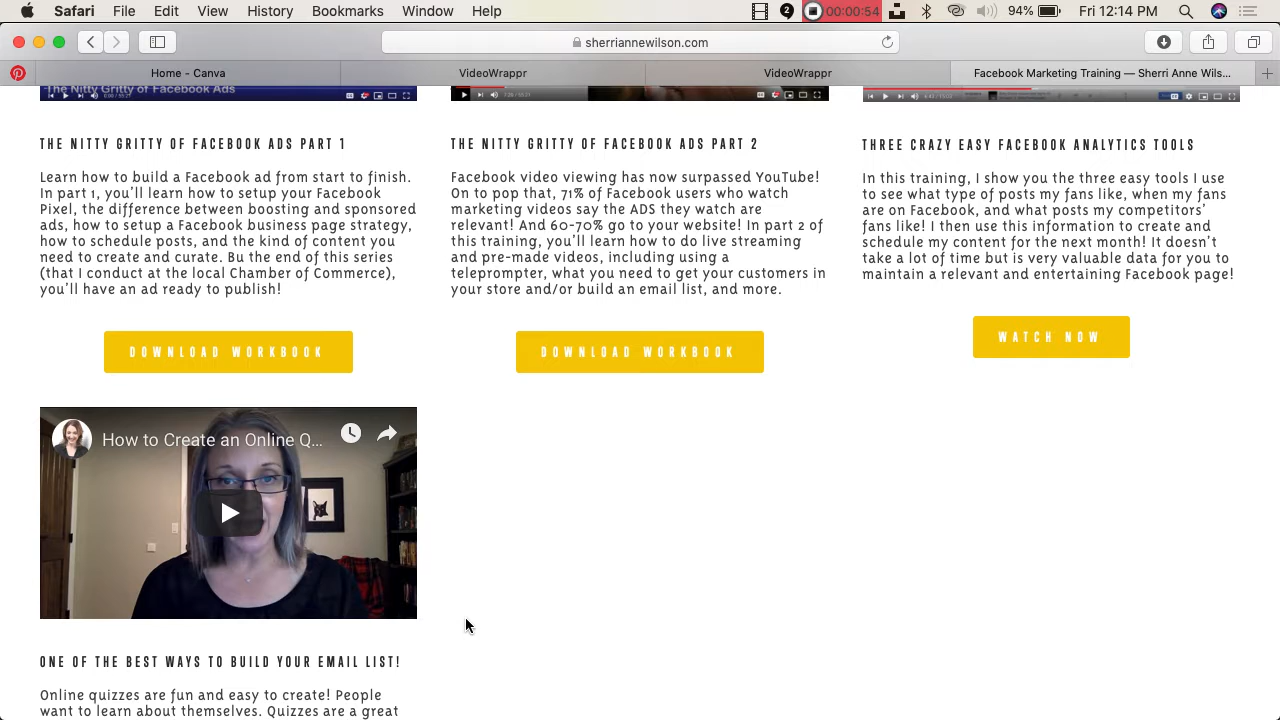 Safari File Edit View History Bookmarks Window Help 2 00:00:54 94% Fri 12:14 PM
sherriannewilson.com
Home - Canva VideoWrappr VideoWrappr Facebook Marketing Training — Sherri Anne Wils...
The Nitty Gritty of Facebook Ads
THE NITTY GRITTY OF FACEBOOK ADS PART 1
Learn how to build a Facebook ad from start to finish.
In part 1, you'll learn how to setup your Facebook
Pixel, the difference between boosting and sponsored
ads, how to setup a Facebook business page strategy,
how to schedule posts, and the kind of content you
need to create and curate. Bu the end of this series
(that I conduct at the local Chamber of Commerce),
you'll have an ad ready to publish!
DOWNLOAD WORKBOOK
THE NITTY GRITTY OF FACEBOOK ADS PART 2
Facebook video viewing has now surpassed YouTube!
On to pop that, 71% of Facebook users who watch
marketing videos say the ADS they watch are
relevant! And 60-70% go to your website! In part 2 of
this training, you'll learn how to do live streaming
and pre-made videos, including using a
teleprompter, what you need to get your customers in
your store and/or build an email list, and more.
DOWNLOAD WORKBOOK
THREE CRAZY EASY FACEBOOK ANALYTICS TOOLS
In this training, I show you the three easy tools I use
to see what type of posts my fans like, when my fans
are on Facebook, and what posts my competitors'
fans like! I then use this information to create and
schedule my content for the next month! It doesn't
take a lot of time but is very valuable data for you to
maintain a relevant and entertaining Facebook page!
WATCH NOW
How to Create an Online Q...
ONE OF THE BEST WAYS TO BUILD YOUR EMAIL LIST!
Online quizzes are fun and easy to create! People
want to learn about themselves. Quizzes are a great